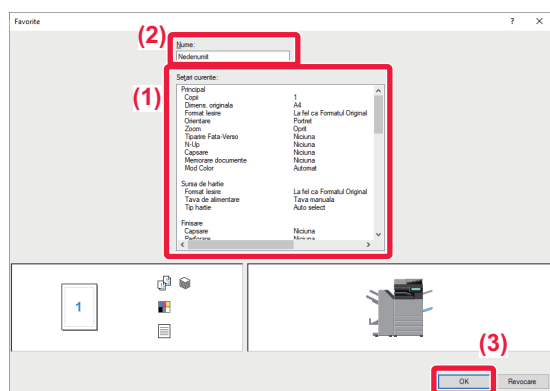 Favorite ? ×
(2)
Nume:
Nedenumit
(1)
Setari curente:
Principal
Copii 1
Dimens. originala A4
Format Iesire La fel ca Formatul Original
Orientare Portret
Zoom Oprit
Tiparire Fata-Verso Niciuna
N-Up Niciuna
Capsare Niciuna
Memorare documente Niciuna
Mod Color Automat
Sursa de hartie
Format Iesire La fel ca Formatul Original
Tava de alimentare Tava manuala
Tip hartie Auto select
Finisare
Capsare Niciuna
Perforare Niciuna
1
(3)
OK Revocare